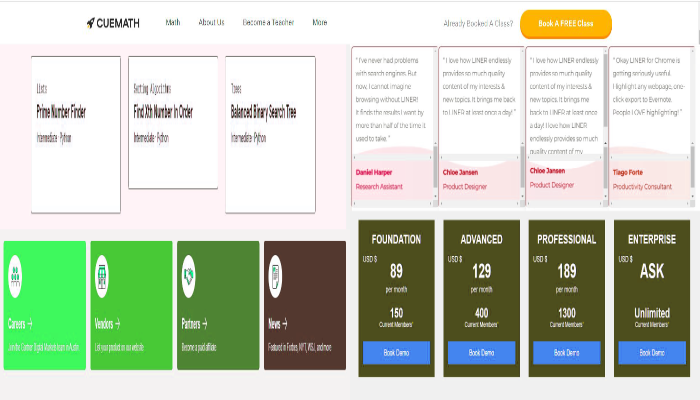 CUEMATH
Math
About Us
Become a Teacher
More
Already Booked A Class?
Book A FREE Class
Lists
Prime Number Finder
Intermediate Python
Sorting Algorithm
Find Xth Number In Order
Intermediate Python
Trees
Balanced Binary Search Tree
Intermediate Python
" I've never had problems
with search engines. But
now, I cannot imagine
browsing without LINER!
It finds the results I want by
more than half of the time it
used to take. "
Daniel Harper
Research Assistant
" I love how LINER endlessly
provides so much quality
content of my interests &
new topics. It brings me back
to LINER at least once a day! "
Chloe Jansen
Product Designer
" I love how LINER endlessly
provides so much quality
content of my interests &
new topics. It brings me
back to LINER at least once
a day! I love how LINER
endlessly provides so much
quality content of my
Chloe Jansen
Product Designer
" Okay LINER for Chrome is
getting seriously useful.
Highlight any webpage, one-
click export to Evernote.
People LOVE highlighting! "
Tiago Forte
Productivity Consultant
Careers →
Vendors →
List your product on our website
Partners →
Become a paid affiliate
News →
Featured in Forbes, NYT, WSJ, and more
FOUNDATION
USD $
89
per month
150
Current Members'
Book Demo
ADVANCED
USD $
129
per month
400
Current Members'
Book Demo
PROFESSIONAL
USD $
189
per month
1300
Current Members'
Book Demo
ENTERPRISE
USD $
ASK
Unlimited
Current Members'
Book Demo